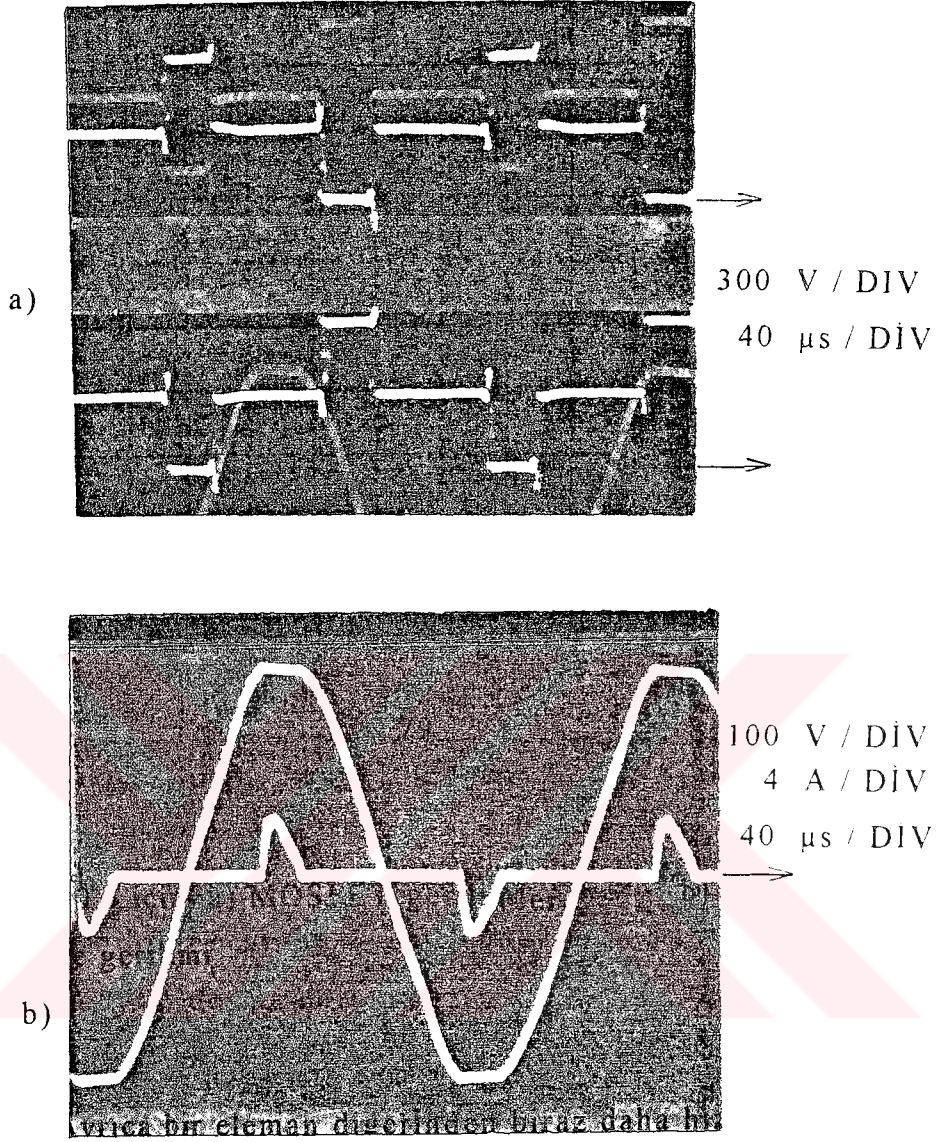 a)
300 V / DIV
40 µs / DİV
100 V / DİV
4 A / DİV
40 µs / DİV
b)
yrıca bir eleman diğerinden biraz daha